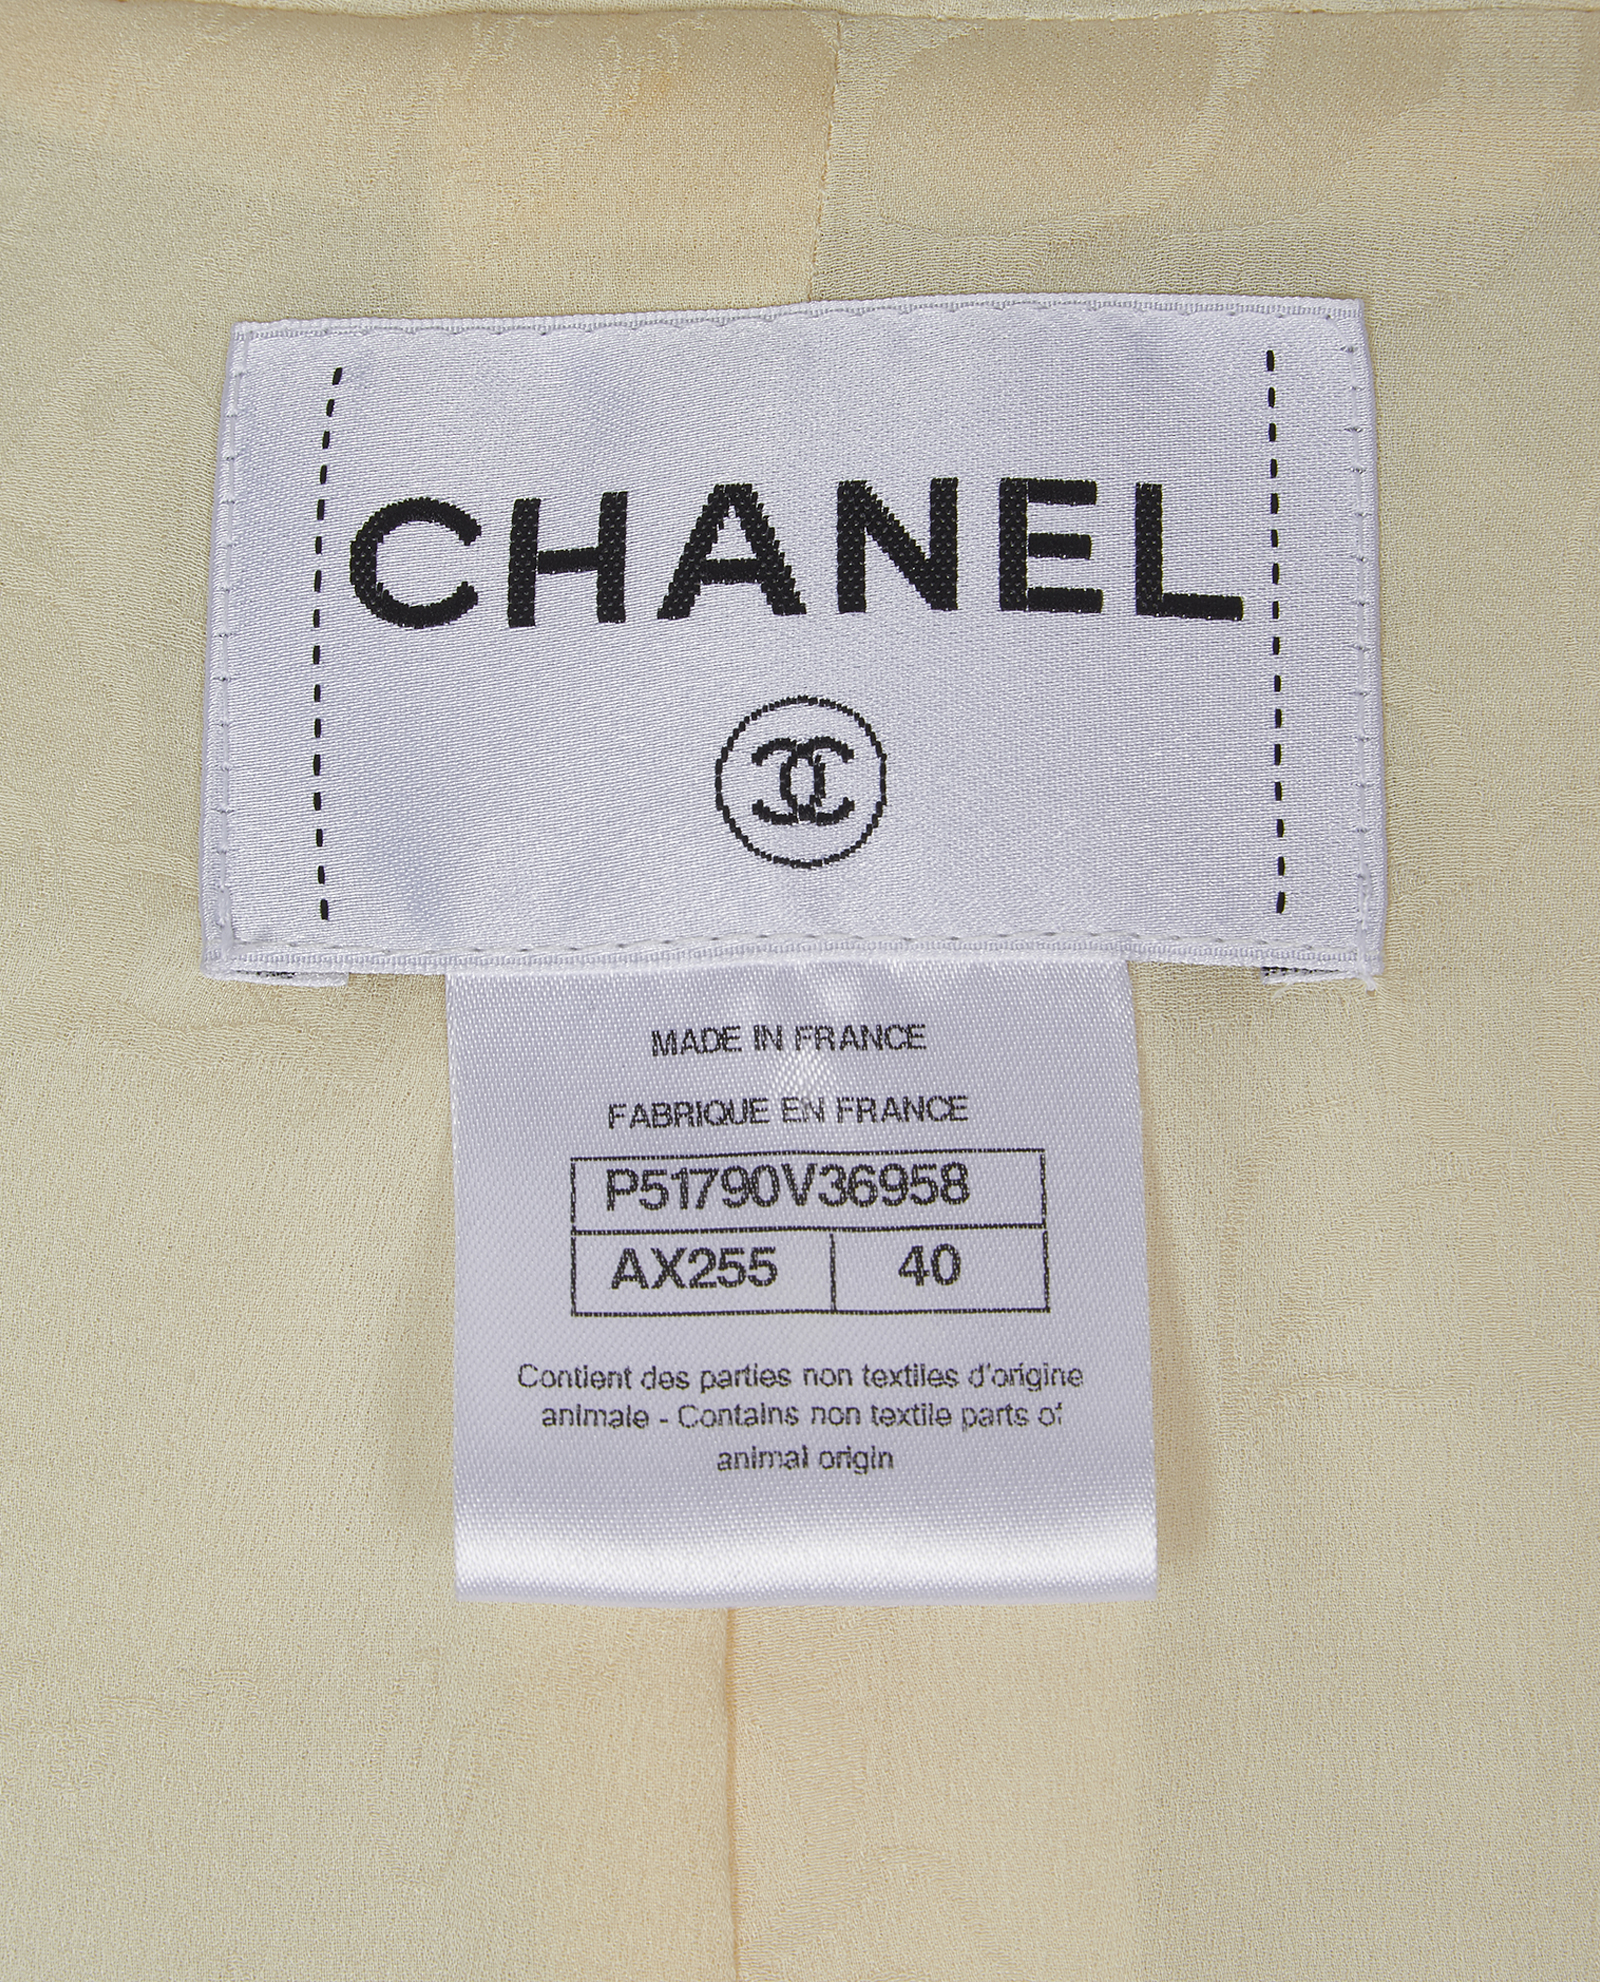 CHANEL
MADE IN FRANCE
FABRIQUE EN FRANCE
P51790V36958
AX255 40
Contient des parties non textiles d'origine
animale - Contains non textile parts of
animal origin